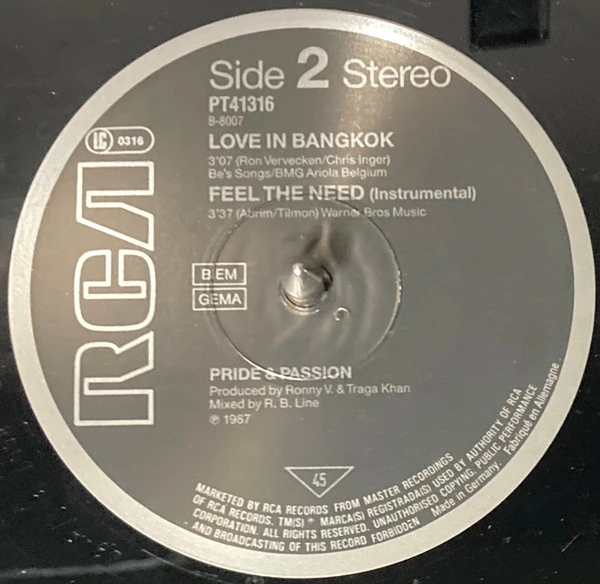 Side 2 Stereo
PT41316
B-8007
LC 0316
LOVE IN BANGKOK
3'07 (Ron Vervecken/Chris Inger)
Be's Songs/BMG Ariola Belgium
FEEL THE NEED (Instrumental)
3'37 (Abrim/Tilmon) Warner Bros Music
RCA
BIEM
GEMA
PRIDE & PASSION
Produced by Ronny V. & Traga Khan
Mixed by R. B. Line
℗ 1987
45
MARKETED BY RCA RECORDS FROM MASTER RECORDINGS
OF RCA RECORDS. TM(S) ® MARCA(S) REGISTRADA(S) USED BY AUTHORITY OF RCA
CORPORATION. ALL RIGHTS RESERVED. UNAUTHORISED COPYING, PUBLIC PERFORMANCE
AND BROADCASTING OF THIS RECORD FORBIDDEN Made in Germany. Fabriqué en Allemagne.